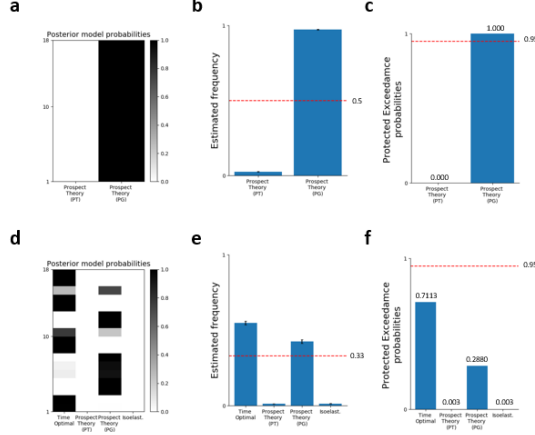 a
Posterior model probabilities
18
10
1
Prospect
Theory
(PT)
Prospect
Theory
(PG)
1.0
0.8
0.6
0.4
0.2
0.0
b
Estimated frequency
1
0
0.5
Prospect
Theory
(PT)
Prospect
Theory
(PG)
c
Protected Exceedamce
probabilities
1
0
1.000
0.95
0.000
Prospect
Theory
(PT)
Prospect
Theory
(PG)
d
Posterior model probabilities
18
10
1
Time
Optimal
Prospect
Theory
(PT)
Prospect
Theory
(PG)
Isoelast.
1.0
0.8
0.6
0.4
0.2
0.0
e
Estimated frequency
1
0
0.33
Time
Optimal
Prospect
Theory
(PT)
Prospect
Theory
(PG)
Isoelast.
f
Protected Exceedamce
probabilities
1
0
0.95
0.7113
0.003
0.2880
0.003
Time
Optimal
Prospect
Theory
(PT)
Prospect
Theory
(PG)
Isoelast.